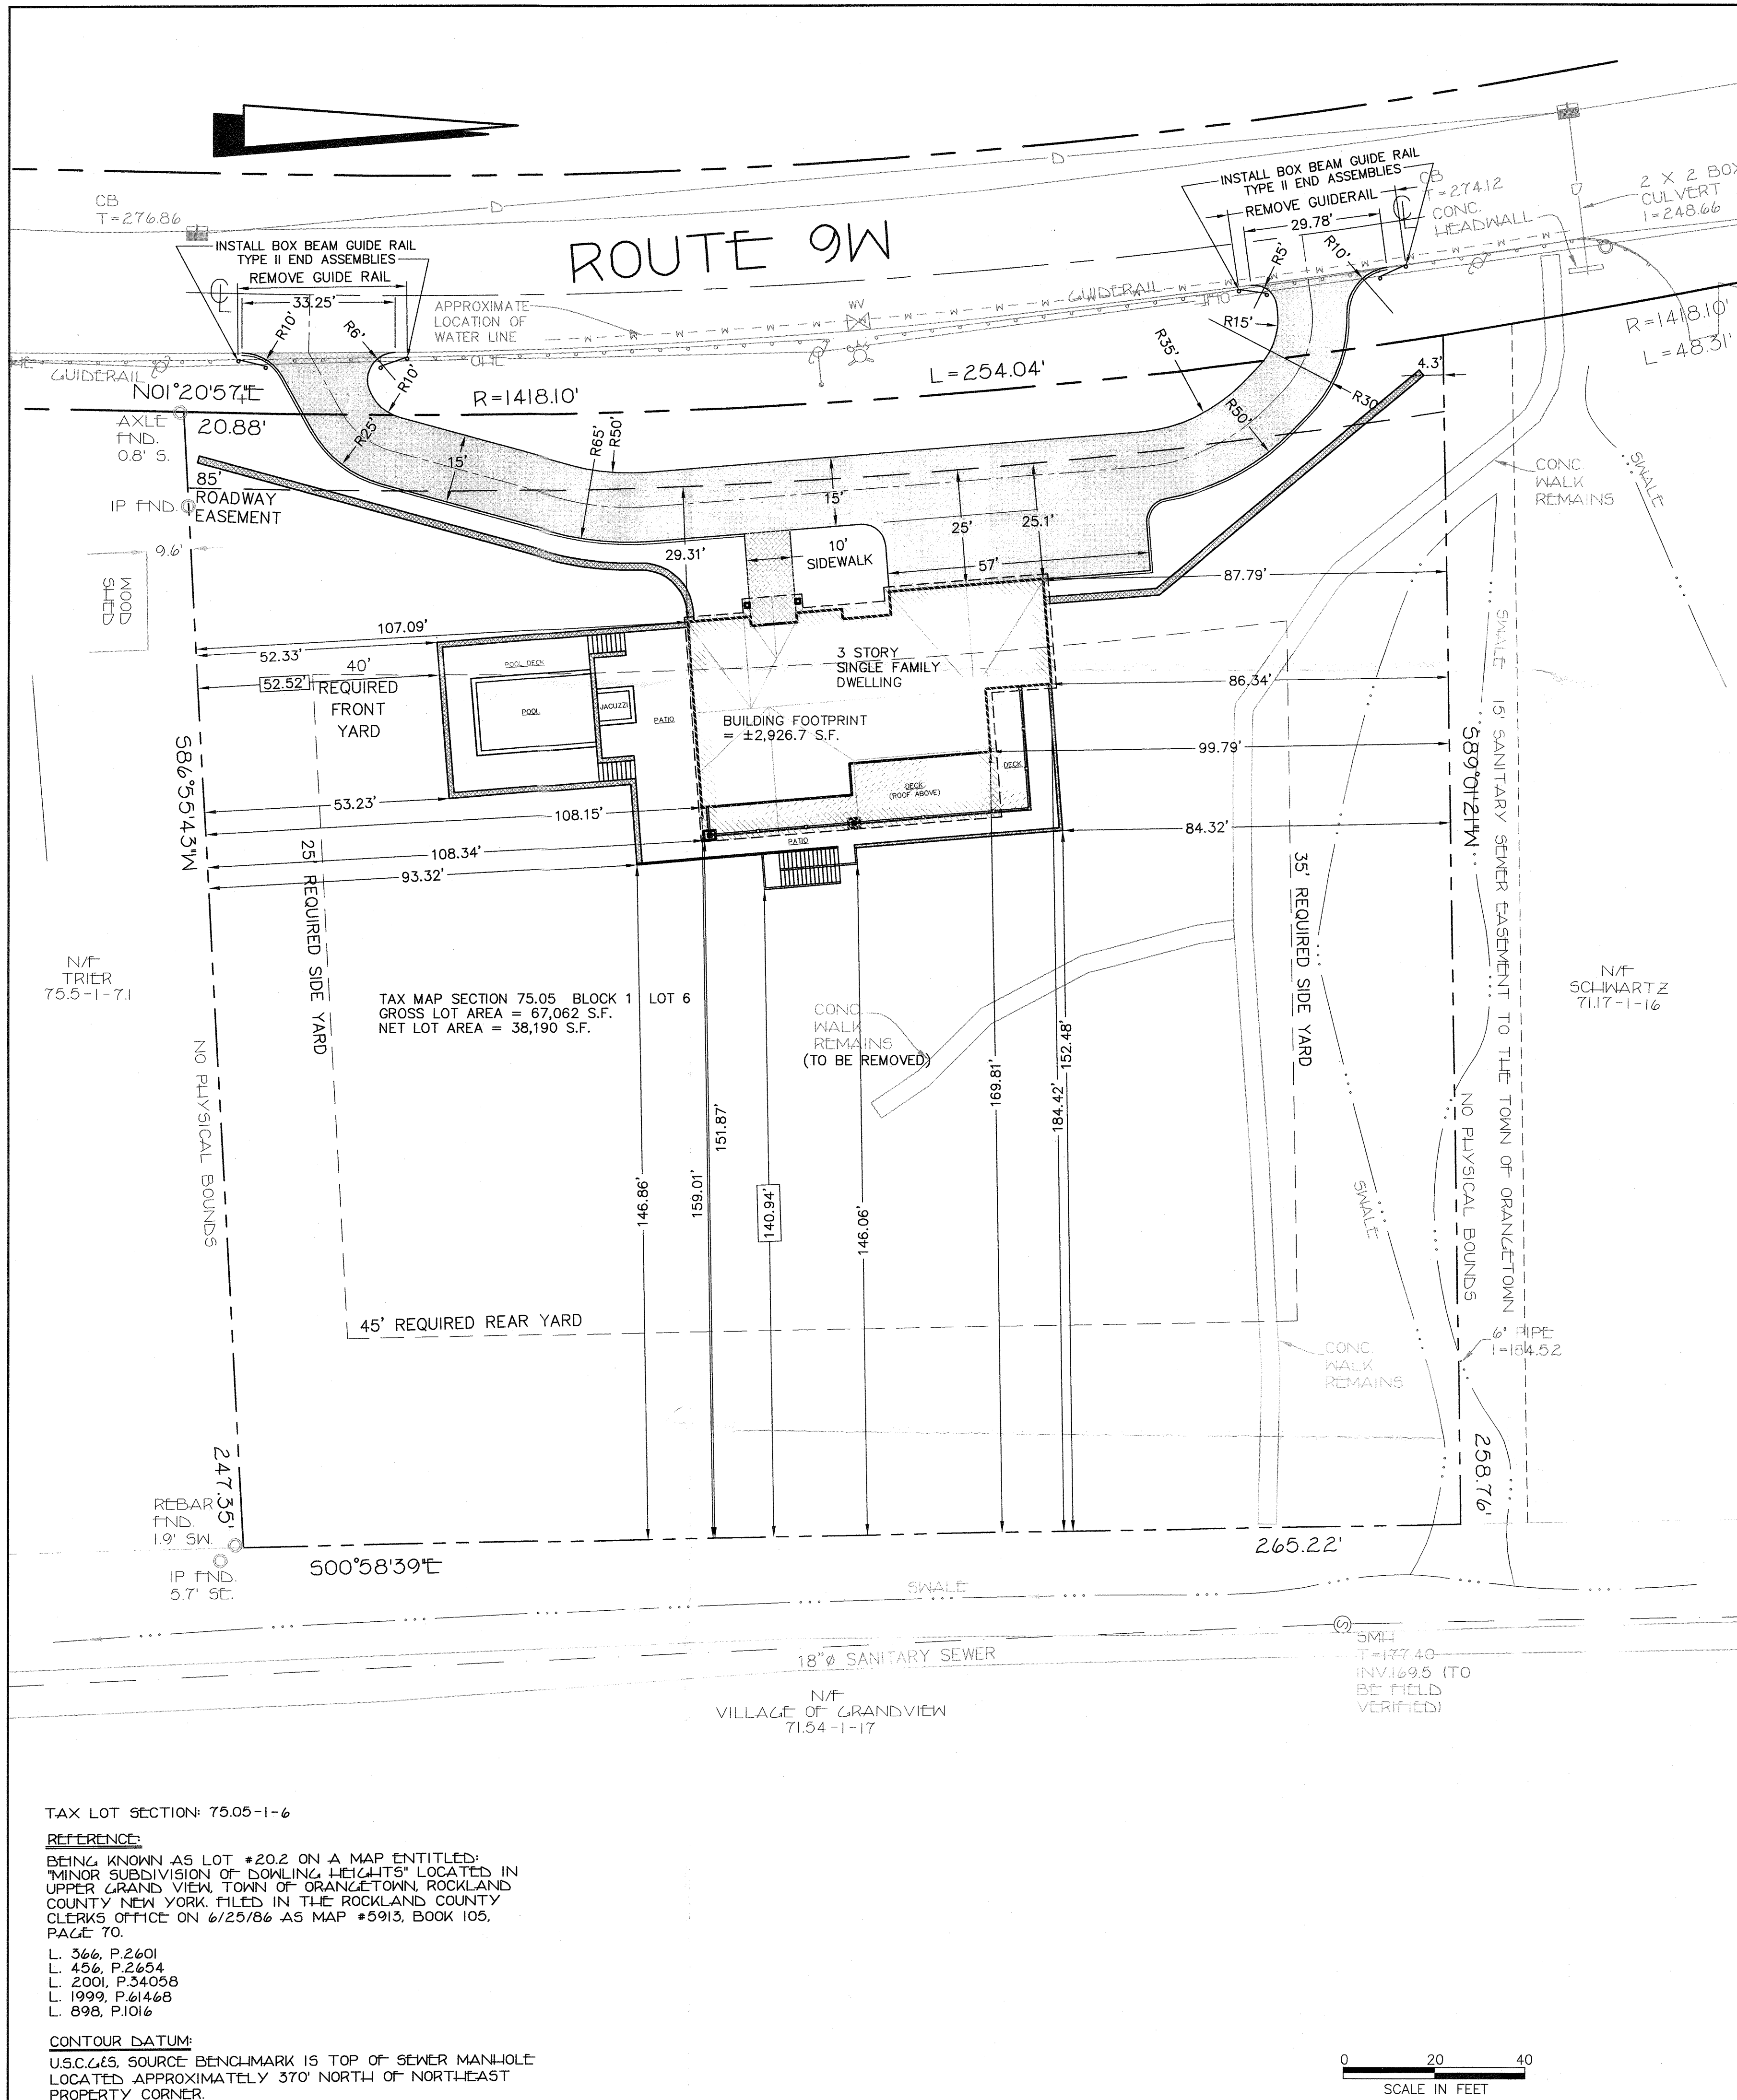 CB
T=276.86
D
D
INSTALL BOX BEAM GUIDE RAIL
TYPE II END ASSEMBLIES
REMOVE GUIDE RAIL
33.25'
R10'
R6'
R10'
R25'
APPROXIMATE
LOCATION OF
WATER LINE
ROUTE 9W
WV
GUIDERAIL
OHE
INSTALL BOX BEAM GUIDE RAIL
TYPE II END ASSEMBLIES
REMOVE GUIDERAIL
29.78'
R5'
R10'
R15'
R35'
R50'
CB
T=274.12
CONC.
HEADWALL
2 X 2 BOX
CULVERT
I=248.66
D
R=1418.10'
L=48.31'
4.3'
GUIDERAIL
OHE
N01°20'57"E
20.88'
R=1418.10'
L=254.04'
AXLE
FND.
0.8' S.
IP FND.
85'
ROADWAY
EASEMENT
15'
R65'
R50'
15'
25'
25.1'
29.31'
10'
SIDEWALK
57'
87.79'
CONC.
WALK
REMAINS
SWALE
9.6'
WOOD
SHED
107.09'
52.33'
52.52'
40'
REQUIRED
FRONT
YARD
POOL DECK
POOL
JACUZZI
PATIO
3 STORY
SINGLE FAMILY
DWELLING
BUILDING FOOTPRINT
= ±2,926.7 S.F.
86.34'
99.79'
DECK
DECK
(ROOF ABOVE)
PATIO
84.32'
53.23'
108.15'
108.34'
93.32'
S86°55'43"W
25' REQUIRED SIDE YARD
35' REQUIRED SIDE YARD
S89°01'21"W
SWALE
15' SANITARY SEWER EASEMENT TO THE TOWN OF ORANGETOWN
N/F
TRIER
75.5-1-7.1
N/F
SCHWARTZ
71.17-1-16
TAX MAP SECTION 75.05 BLOCK 1 LOT 6
GROSS LOT AREA = 67,062 S.F.
NET LOT AREA = 38,190 S.F.
CONC.
WALK
REMAINS
(TO BE REMOVED)
NO PHYSICAL BOUNDS
NO PHYSICAL BOUNDS
146.86'
159.01'
151.87'
140.94'
146.06'
169.81'
184.42'
152.48'
SWALE
45' REQUIRED REAR YARD
CONC.
WALK
REMAINS
6" PIPE
I=184.52
247.35'
258.76'
REBAR
FND.
1.9' SW.
IP FND.
5.7' SE.
S00°58'39"E
265.22'
SWALE
18"ø SANITARY SEWER
S
SMH
T=177.40
INV.169.5 (TO
BE FIELD
VERIFIED)
N/F
VILLAGE OF GRANDVIEW
71.54-1-17
TAX LOT SECTION: 75.05-1-6
REFERENCE:
BEING KNOWN AS LOT #20.2 ON A MAP ENTITLED:
"MINOR SUBDIVISION OF DOWLING HEIGHTS" LOCATED IN
UPPER GRAND VIEW, TOWN OF ORANGETOWN, ROCKLAND
COUNTY NEW YORK. FILED IN THE ROCKLAND COUNTY
CLERKS OFFICE ON 6/25/86 AS MAP #5913, BOOK 105,
PAGE 70.
L. 366, P.2601
L. 456, P.2654
L. 2001, P.34058
L. 1999, P.61468
L. 898, P.1016
CONTOUR DATUM:
U.S.C.&G.S, SOURCE BENCHMARK IS TOP OF SEWER MANHOLE
LOCATED APPROXIMATELY 370' NORTH OF NORTHEAST
PROPERTY CORNER.
0 20 40
SCALE IN FEET